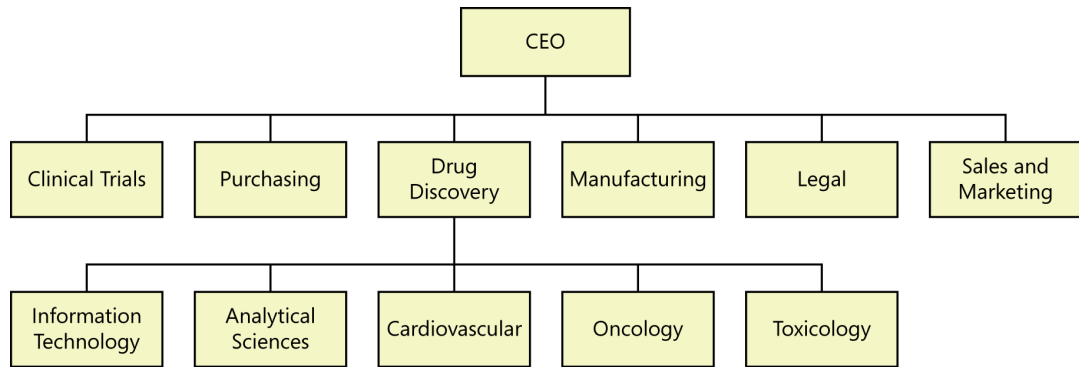 CEO
Clinical Trials
Purchasing
Drug
Discovery
Manufacturing
Legal
Sales and
Marketing
Information
Technology
Analytical
Sciences
Cardiovascular
Oncology
Toxicology